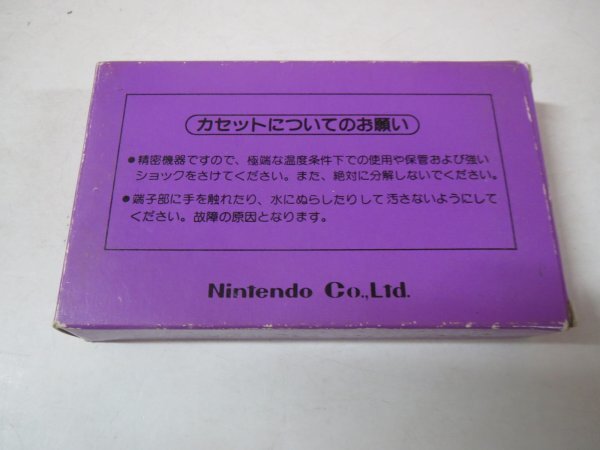 カセットについてのお願い
●精密機器ですので、極端な温度条件下での使用や保管および強い
ショックをさけてください。また、絶対に分解しないでください。
●端子部に手を触れたり、水にぬらしたりして汚さないようにして
ください。故障の原因となります。
Nintendo Co.,Ltd.